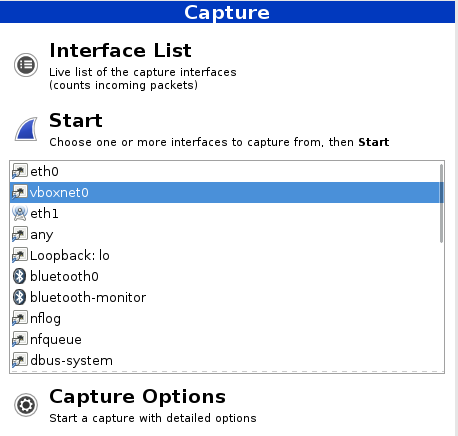 Capture
Interface List
Live list of the capture interfaces
(counts incoming packets)
Start
Choose one or more interfaces to capture from, then Start
eth0
vboxnet0
eth1
any
Loopback: lo
bluetooth0
bluetooth-monitor
nflog
nfqueue
dbus-system
Capture Options
Start a capture with detailed options